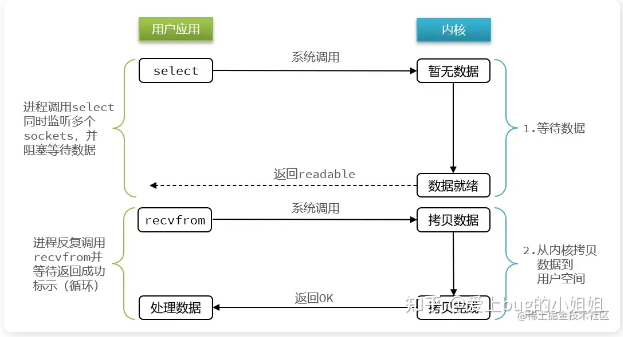 用户应用
内核
系统调用
select
暂无数据
进程调用select
同时监听多个
sockets，并
阻塞等待数据
1.等待数据
返回readable
数据就绪
系统调用
recvfrom
拷贝数据
进程反复调用
recvfrom并
等待返回成功
标示（循环）
2.从内核拷贝
数据到
用户空间
返回OK
处理数据
拷贝完成
知乎 @爱上bug的小姐姐
@稀土掘金技术社区